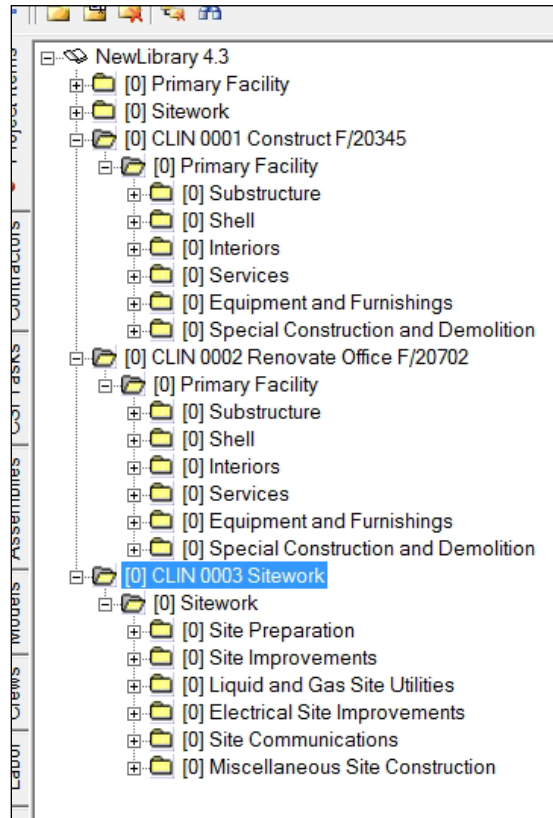 NewLibrary 4.3
[0] Primary Facility
[0] Sitework
[0] CLIN 0001 Construct F/20345
[0] Primary Facility
[0] Substructure
[0] Shell
[0] Interiors
[0] Services
[0] Equipment and Furnishings
[0] Special Construction and Demolition
[0] CLIN 0002 Renovate Office F/20702
[0] Primary Facility
[0] Substructure
[0] Shell
[0] Interiors
[0] Services
[0] Equipment and Furnishings
[0] Special Construction and Demolition
[0] CLIN 0003 Sitework
[0] Sitework
[0] Site Preparation
[0] Site Improvements
[0] Liquid and Gas Site Utilities
[0] Electrical Site Improvements
[0] Site Communications
[0] Miscellaneous Site Construction
Contractors
Assemblies
Models
Crews
Labor